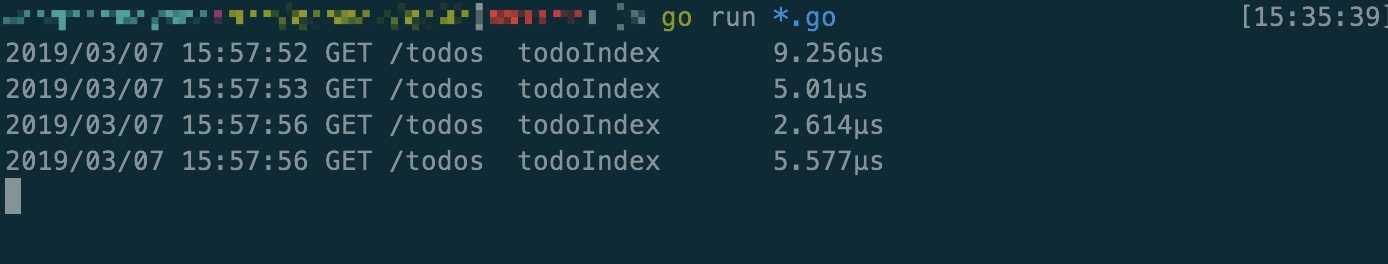 go run *.go [15:35:39]
2019/03/07 15:57:52 GET /todos todoIndex 9.256µs
2019/03/07 15:57:53 GET /todos todoIndex 5.01µs
2019/03/07 15:57:56 GET /todos todoIndex 2.614µs
2019/03/07 15:57:56 GET /todos todoIndex 5.577µs